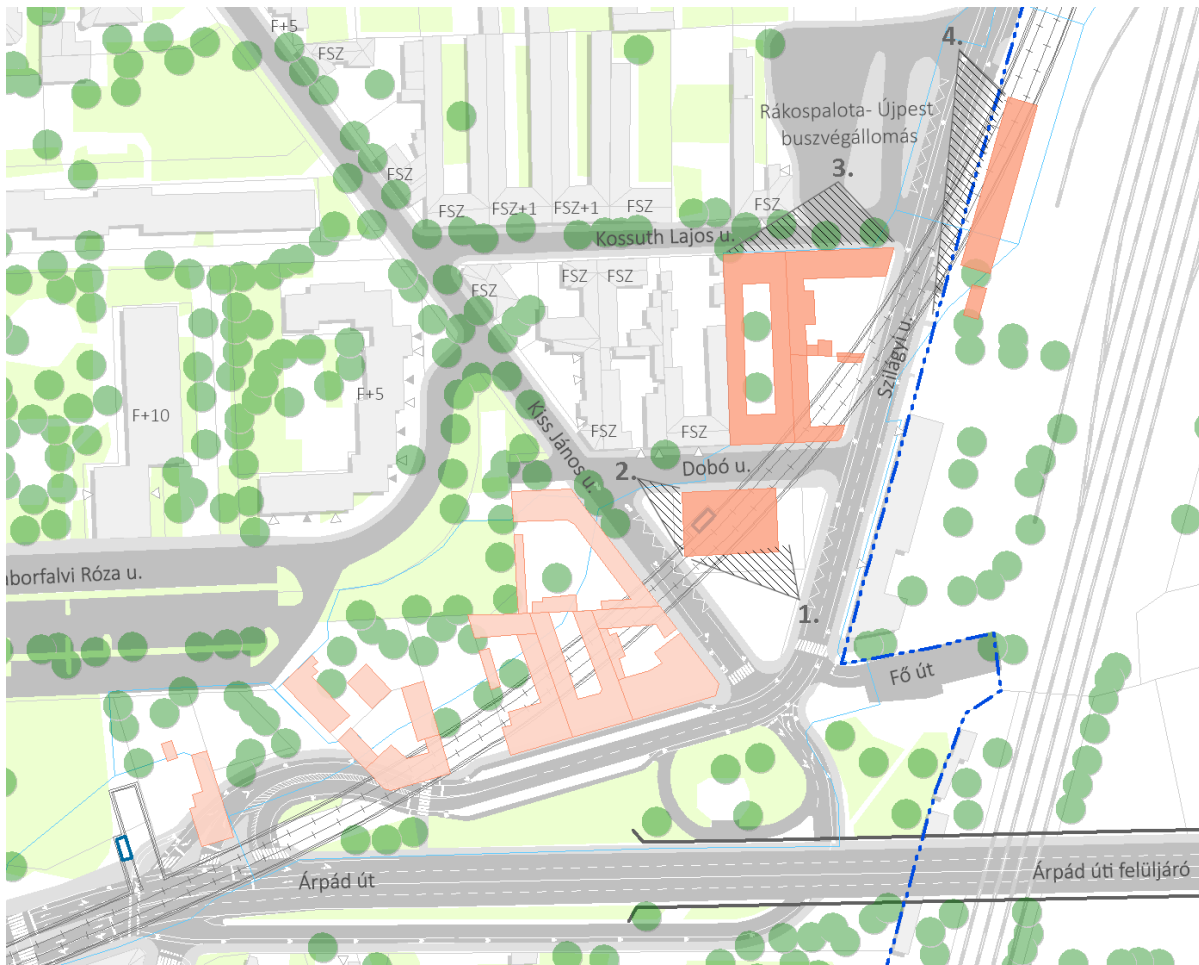 F+5
FSZ
4.
Rákospalota- Újpest
buszvégállomás
3.
FSZ
FSZ
FSZ+1
FSZ+1
FSZ
FSZ
Kossuth Lajos u.
FSZ
FSZ
FSZ
Szilágyi u.
F+5
F+10
Kiss János u.
FSZ
FSZ
2.
Dobó u.
aborfalvi Róza u.
1.
Fő út
Árpád út
Árpád úti felüljáró